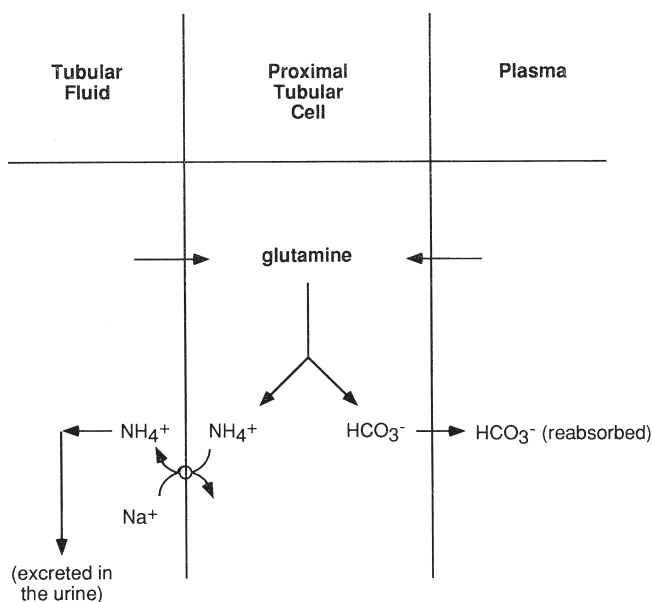 Tubular
Fluid
Proximal
Tubular
Cell
Plasma
glutamine
NH4+
NH4+
HCO3-
HCO3- (reabsorbed)
Na+
(excreted in
the urine)